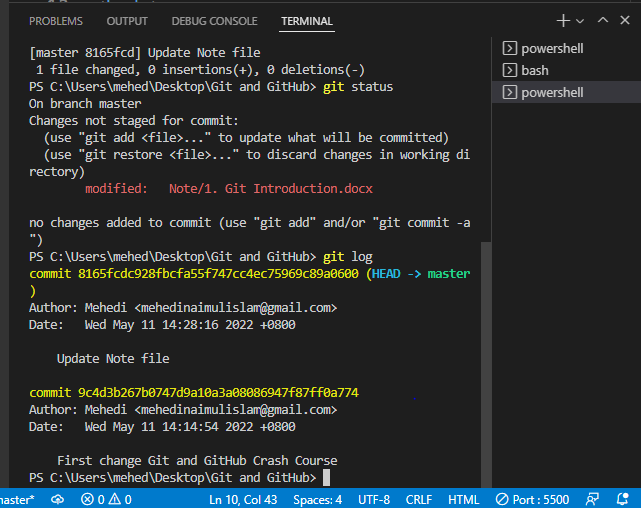 PROBLEMS OUTPUT DEBUG CONSOLE TERMINAL
powershell
bash
powershell
[master 8165fcd] Update Note file
1 file changed, 0 insertions(+), 0 deletions(-)
PS C:\Users\mehed\Desktop\Git and GitHub> git status
On branch master
Changes not staged for commit:
(use "git add <file>..." to update what will be committed)
(use "git restore <file>..." to discard changes in working di
rectory)
modified: Note/1. Git Introduction.docx
no changes added to commit (use "git add" and/or "git commit -a
")
PS C:\Users\mehed\Desktop\Git and GitHub> git log
commit 8165fcdc928fbcfa55f747cc4ec75969c89a0600 (HEAD -> master
)
Author: Mehedi <mehedinaimulislam@gmail.com>
Date: Wed May 11 14:28:16 2022 +0800
Update Note file
commit 9c4d3b267b0747d9a10a3a08086947f87ff0a774
Author: Mehedi <mehedinaimulislam@gmail.com>
Date: Wed May 11 14:14:54 2022 +0800
First change Git and GitHub Crash Course
PS C:\Users\mehed\Desktop\Git and GitHub>
master* 0 0 Ln 10, Col 43 Spaces: 4 UTF-8 CRLF HTML Port : 5500